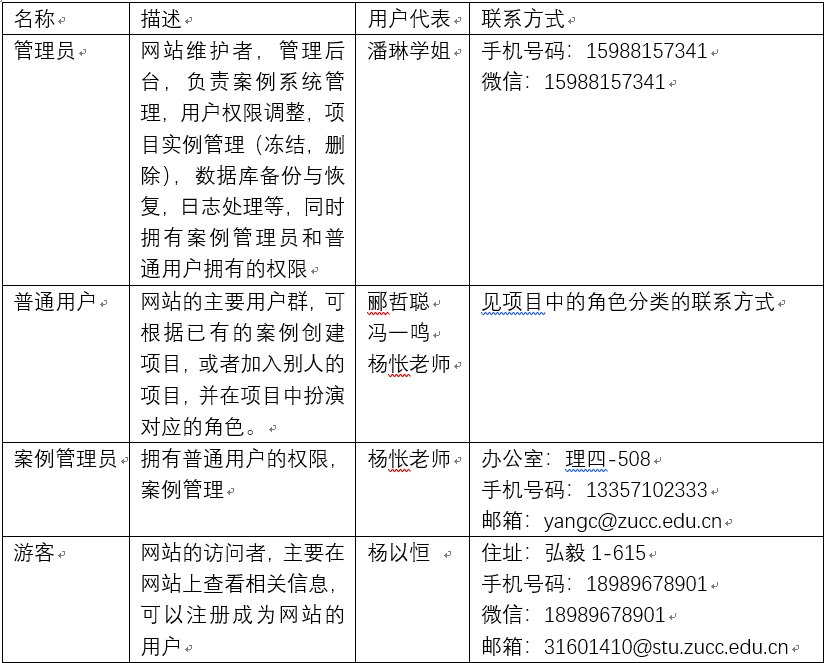 名称 描述 用户代表 联系方式
管理员 网站维护者，管理后 潘琳学姐 手机号码：15988157341
台，负责案例系统管 微信：15988157341
理，用户权限调整，项
目实例管理（冻结，删
除），数据库备份与恢
复，日志处理等，同时
拥有案例管理员和普
通用户拥有的权限
普通用户 网站的主要用户群，可 郦哲聪 见项目中的角色分类的联系方式
根据已有的案例创建 冯一鸣
项目，或者加入别人的 杨枨老师
项目，并在项目中扮演
对应的角色。
案例管理员 拥有普通用户的权限， 杨枨老师 办公室：理四-508
案例管理 手机号码：13357102333
邮箱：yangc@zucc.edu.cn
游客 网站的访问者，主要在 杨以恒 住址：弘毅 1-615
网站上查看相关信息， 手机号码：18989678901
可以注册成为网站的 微信：18989678901
用户 邮箱：31601410@stu.zucc.edu.cn